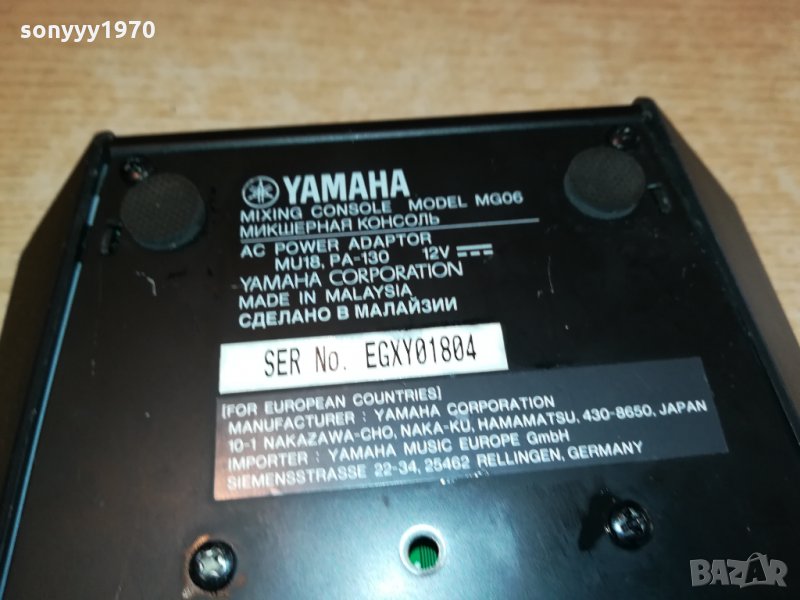 sonyyy1970
YAMAHA
MIXING CONSOLE MODEL MG06
МИКШЕРНАЯ КОНСОЛЬ
AC POWER ADAPTOR
MU18, PA-130 12V
YAMAHA CORPORATION
MADE IN MALAYSIA
СДЕЛАНО В МАЛАЙЗИИ
SER No. EGXY01804
[FOR EUROPEAN COUNTRIES]
MANUFACTURER : YAMAHA CORPORATION
10-1 NAKAZAWA-CHO, NAKA-KU, HAMAMATSU, 430-8650, JAPAN
IMPORTER : YAMAHA MUSIC EUROPE GmbH
SIEMENSSTRASSE 22-34, 25462 RELLINGEN, GERMANY
BAZAR